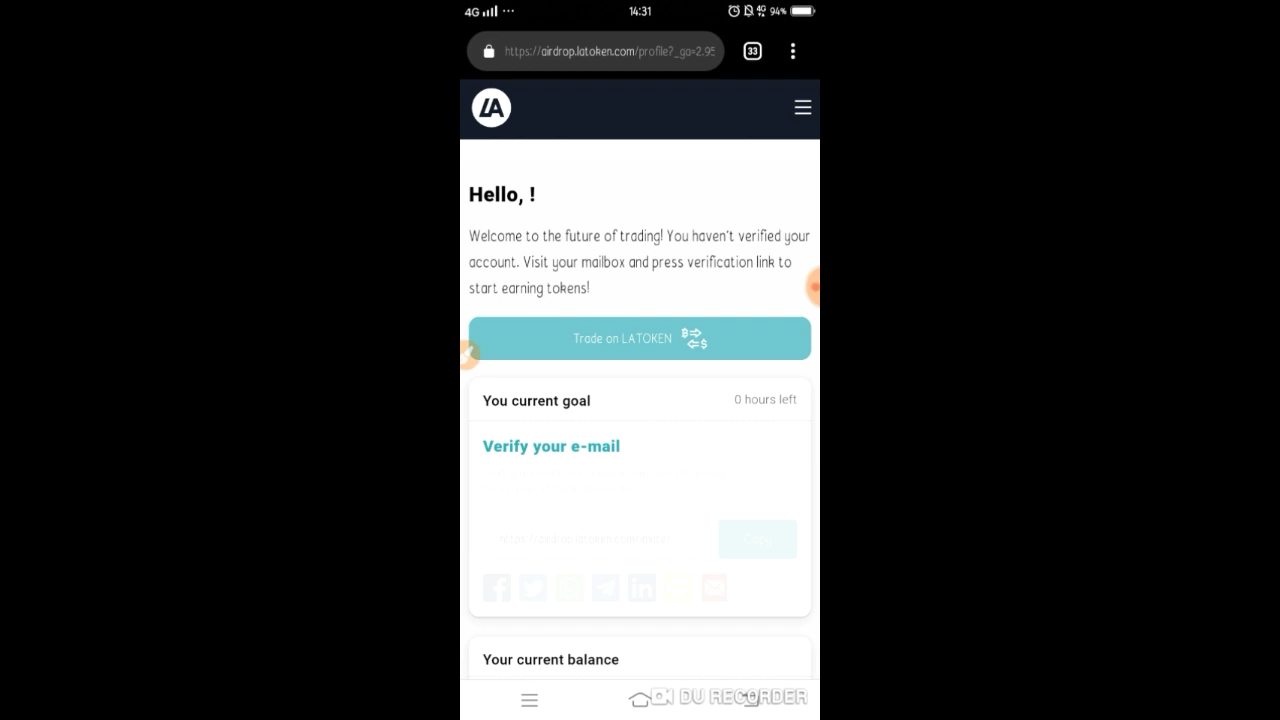 4G 14:31 4G 94%
https://airdrop.latoken.com/profile?_ga=2.95 33
LA
Hello, !
Welcome to the future of trading! You haven't verified your
account. Visit your mailbox and press verification link to
start earning tokens!
Trade on LATOKEN
You current goal 0 hours left
Verify your e-mail
Copy
Your current balance
DU RECORDER